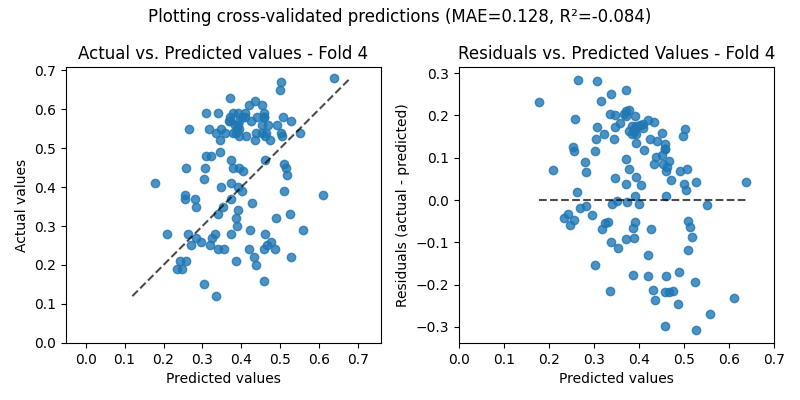 Plotting cross-validated predictions (MAE=0.128, R²=-0.084)
Actual vs. Predicted values - Fold 4
Actual values
0.7
0.6
0.5
0.4
0.3
0.2
0.1
0.0
0.0 0.1 0.2 0.3 0.4 0.5 0.6 0.7
Predicted values
Residuals vs. Predicted Values - Fold 4
Residuals (actual - predicted)
0.3
0.2
0.1
0.0
−0.1
−0.2
−0.3
0.0 0.1 0.2 0.3 0.4 0.5 0.6 0.7
Predicted values